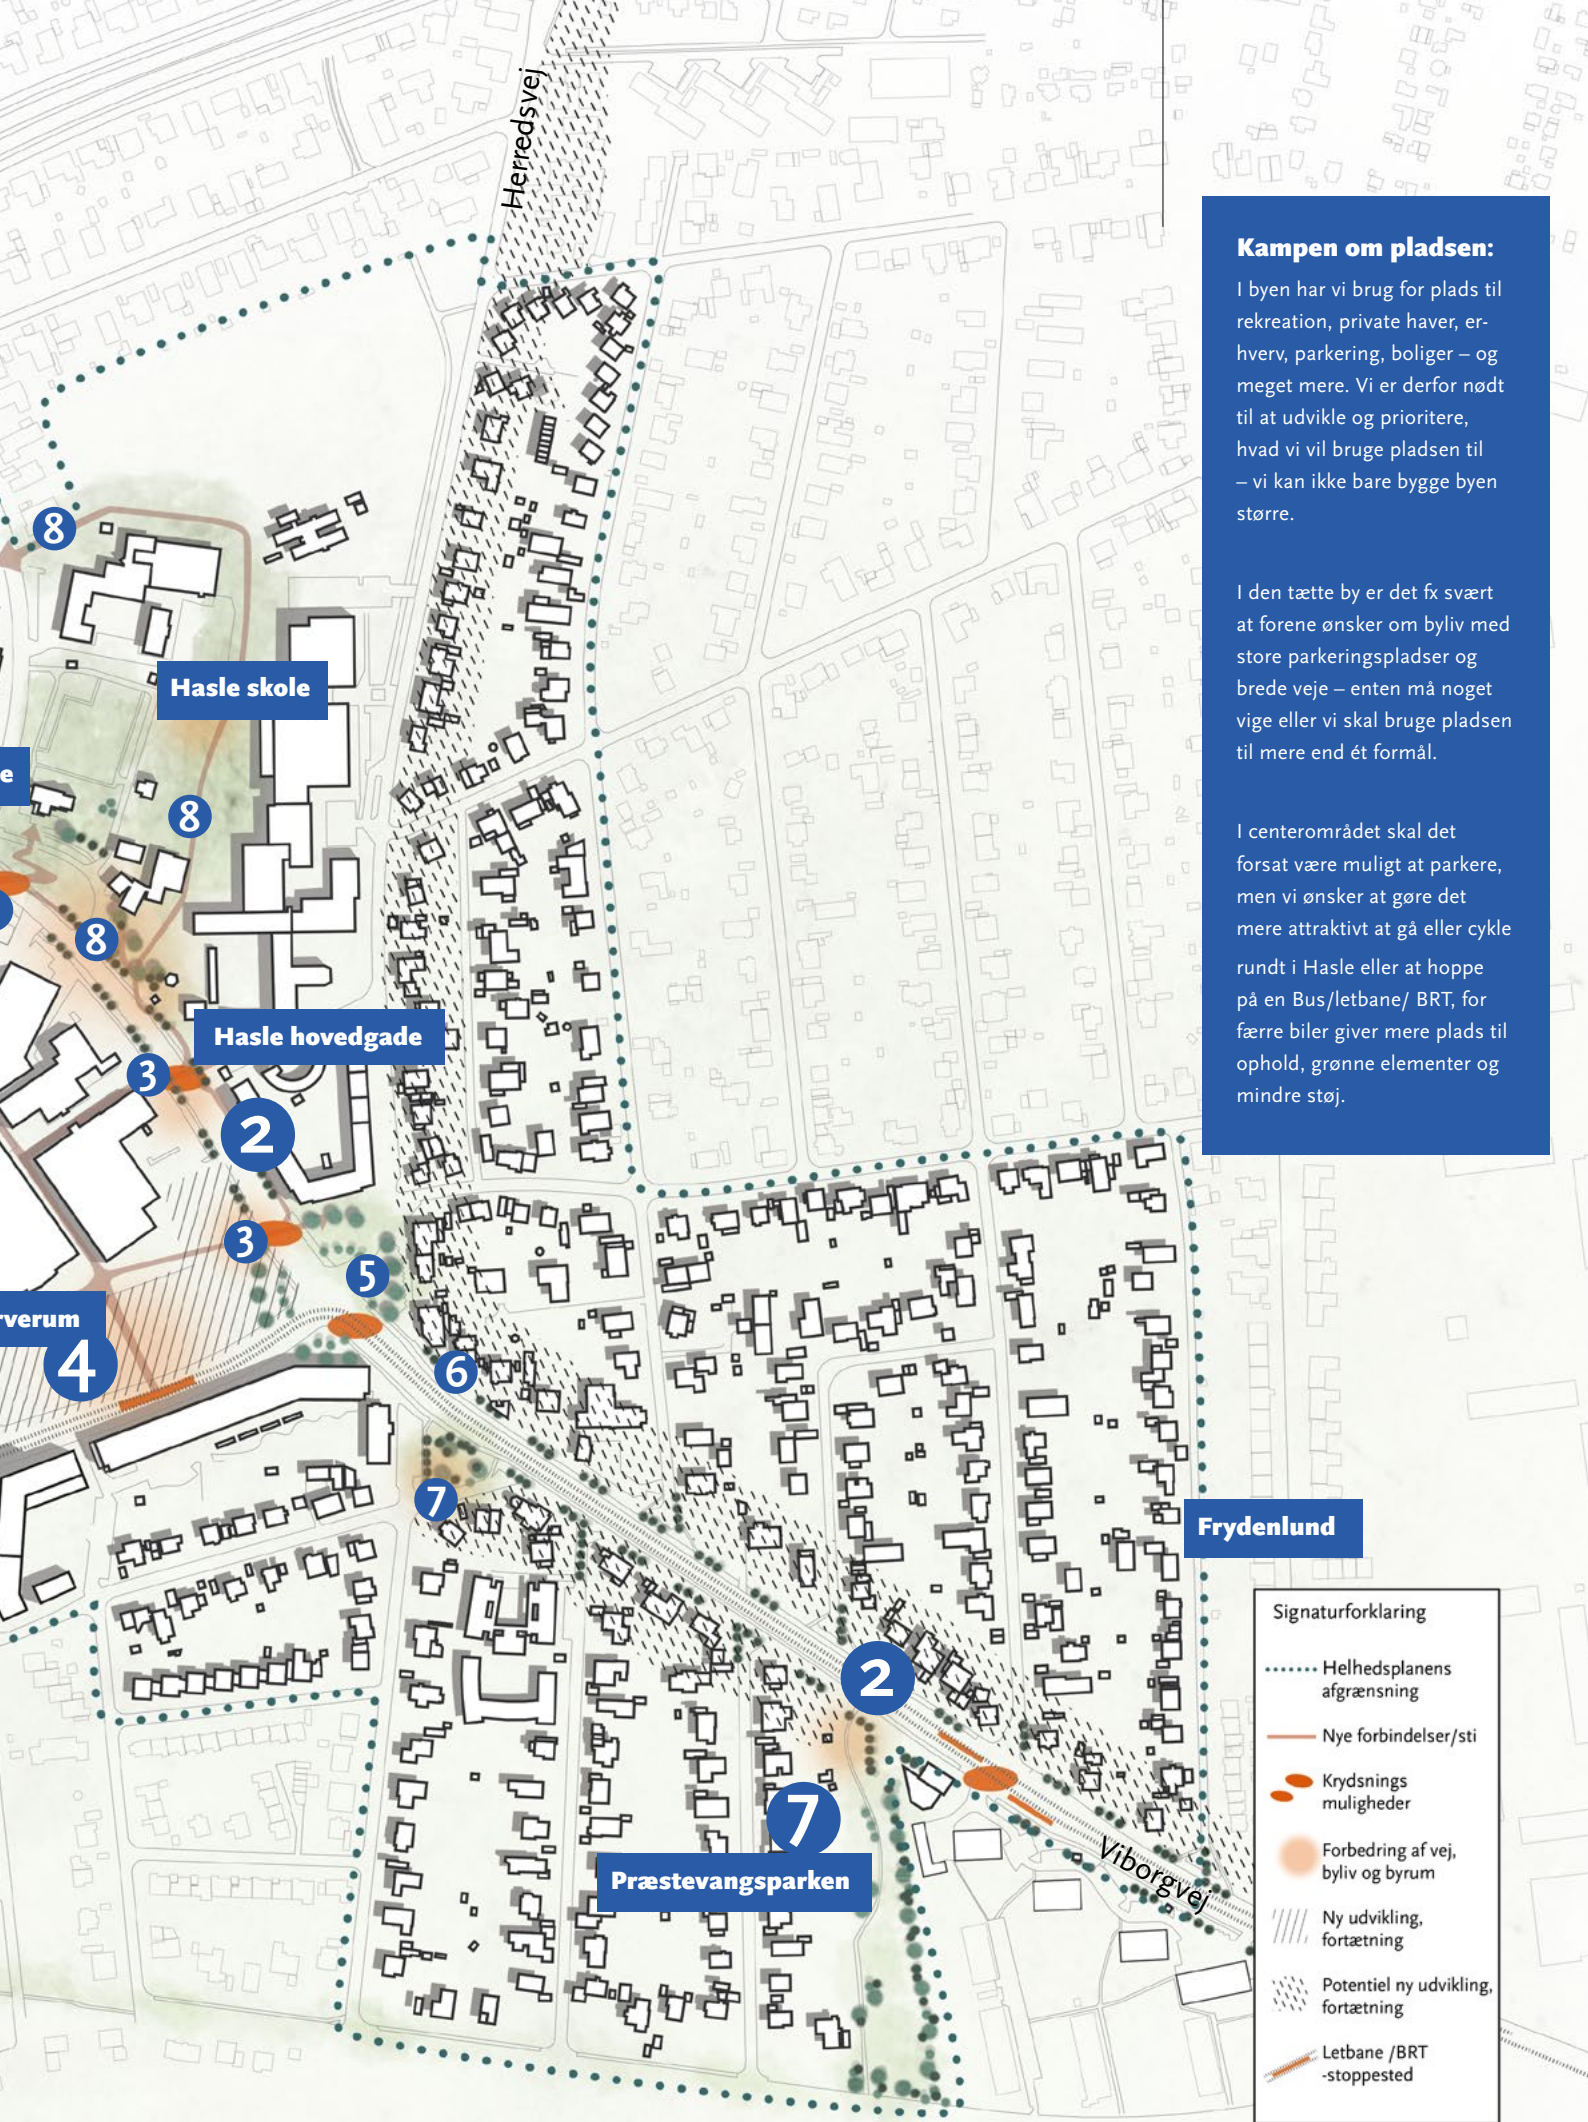 Herredsvej
Kampen om pladsen:
I byen har vi brug for plads til
rekreation, private haver, er-
hverv, parkering, boliger – og
meget mere. Vi er derfor nødt
til at udvikle og prioritere,
hvad vi vil bruge pladsen til
– vi kan ikke bare bygge byen
større.
I den tætte by er det fx svært
at forene ønsker om byliv med
store parkeringspladser og
brede veje – enten må noget
vige eller vi skal bruge pladsen
til mere end ét formål.
I centerområdet skal det
forsat være muligt at parkere,
men vi ønsker at gøre det
mere attraktivt at gå eller cykle
rundt i Hasle eller at hoppe
på en Bus/letbane/ BRT, for
færre biler giver mere plads til
ophold, grønne elementer og
mindre støj.
8
Hasle skole
e
8
8
Hasle hovedgade
3
2
3
5
rverum
4
6
7
Frydenlund
2
7
Præstevangsparken
Viborgvej
Signaturforklaring
Helhedsplanens
afgrænsning
Nye forbindelser/sti
Krydsnings
muligheder
Forbedring af vej,
byliv og byrum
Ny udvikling,
fortætning
Potentiel ny udvikling,
fortætning
Letbane /BRT
-stoppested